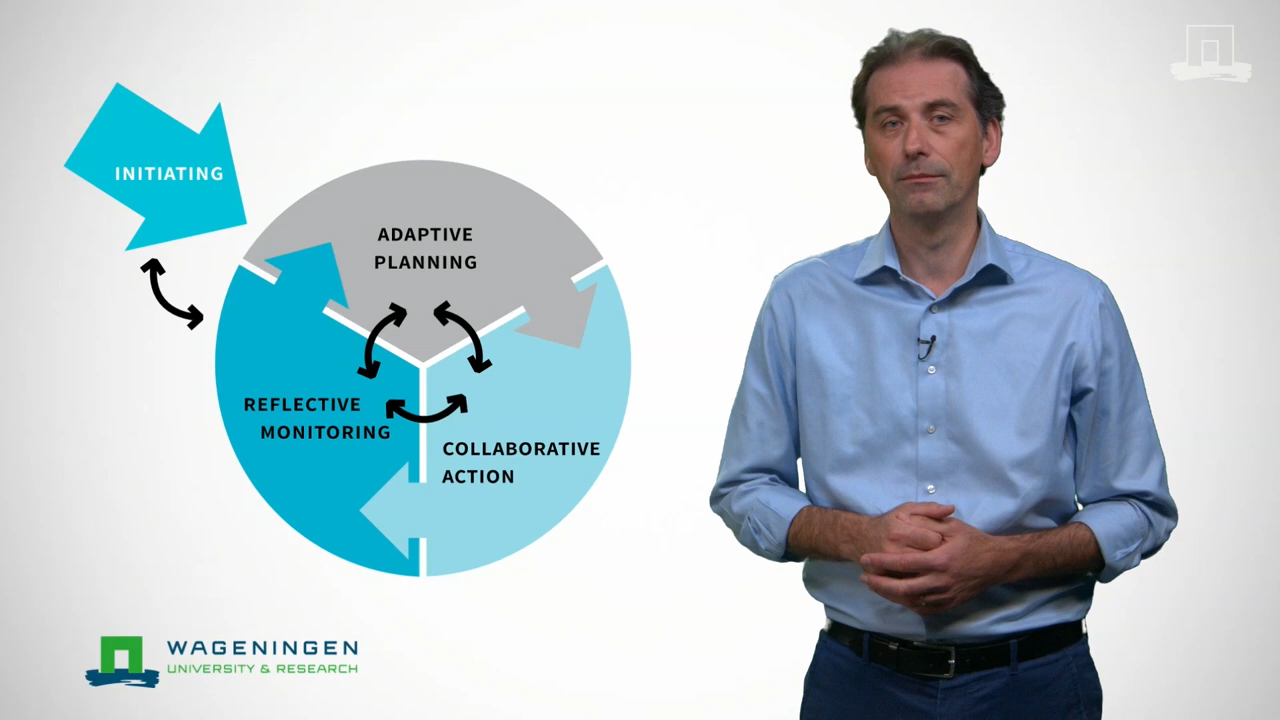 INITIATING
ADAPTIVE
PLANNING
REFLECTIVE
MONITORING
COLLABORATIVE
ACTION
WAGENINGEN
UNIVERSITY & RESEARCH